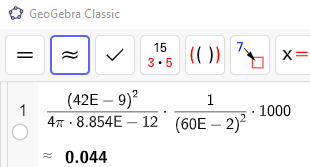 GeoGebra Classic
= ≈ ✓ 15 3 • 5 (( )) 7 x =
1 (42E − 9)² / 4π · 8.854E − 12 · 1 / (60E − 2)² · 1000
≈ 0.044